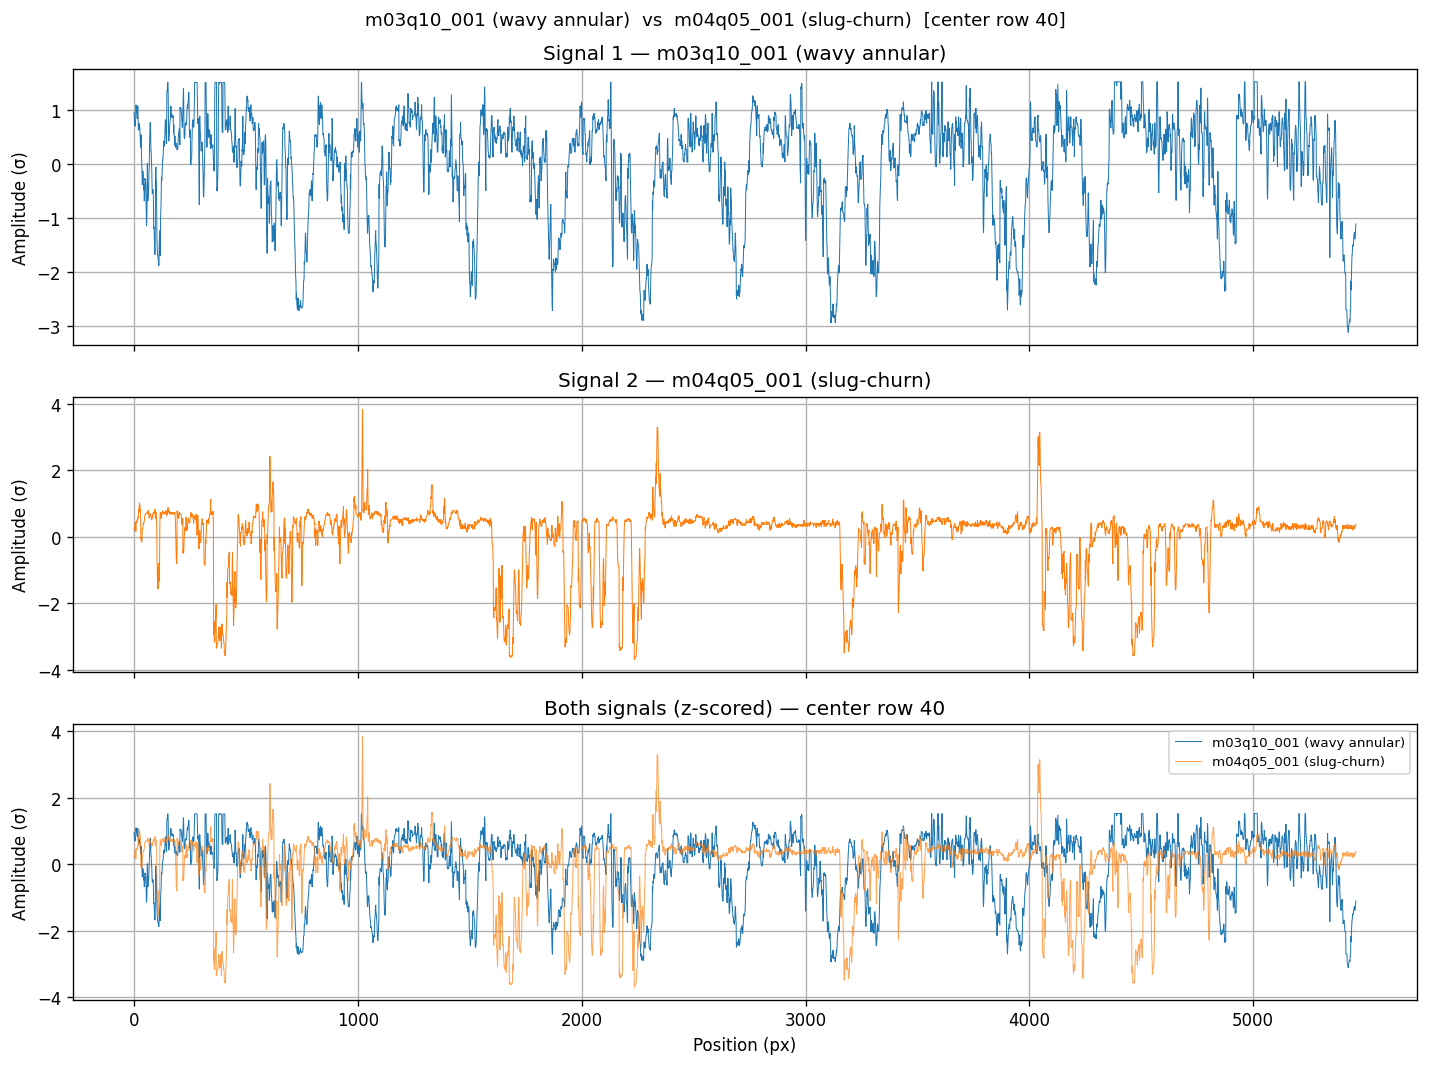 m03q10_001 (wavy annular)  vs  m04q05_001 (slug-churn)  [center row 40]
Signal 1 — m03q10_001 (wavy annular)
1
0
−1
−2
−3
Amplitude (σ)
Signal 2 — m04q05_001 (slug-churn)
4
2
0
−2
−4
Amplitude (σ)
Both signals (z-scored) — center row 40
m03q10_001 (wavy annular)
m04q05_001 (slug-churn)
4
2
0
−2
−4
Amplitude (σ)
0 1000 2000 3000 4000 5000
Position (px)